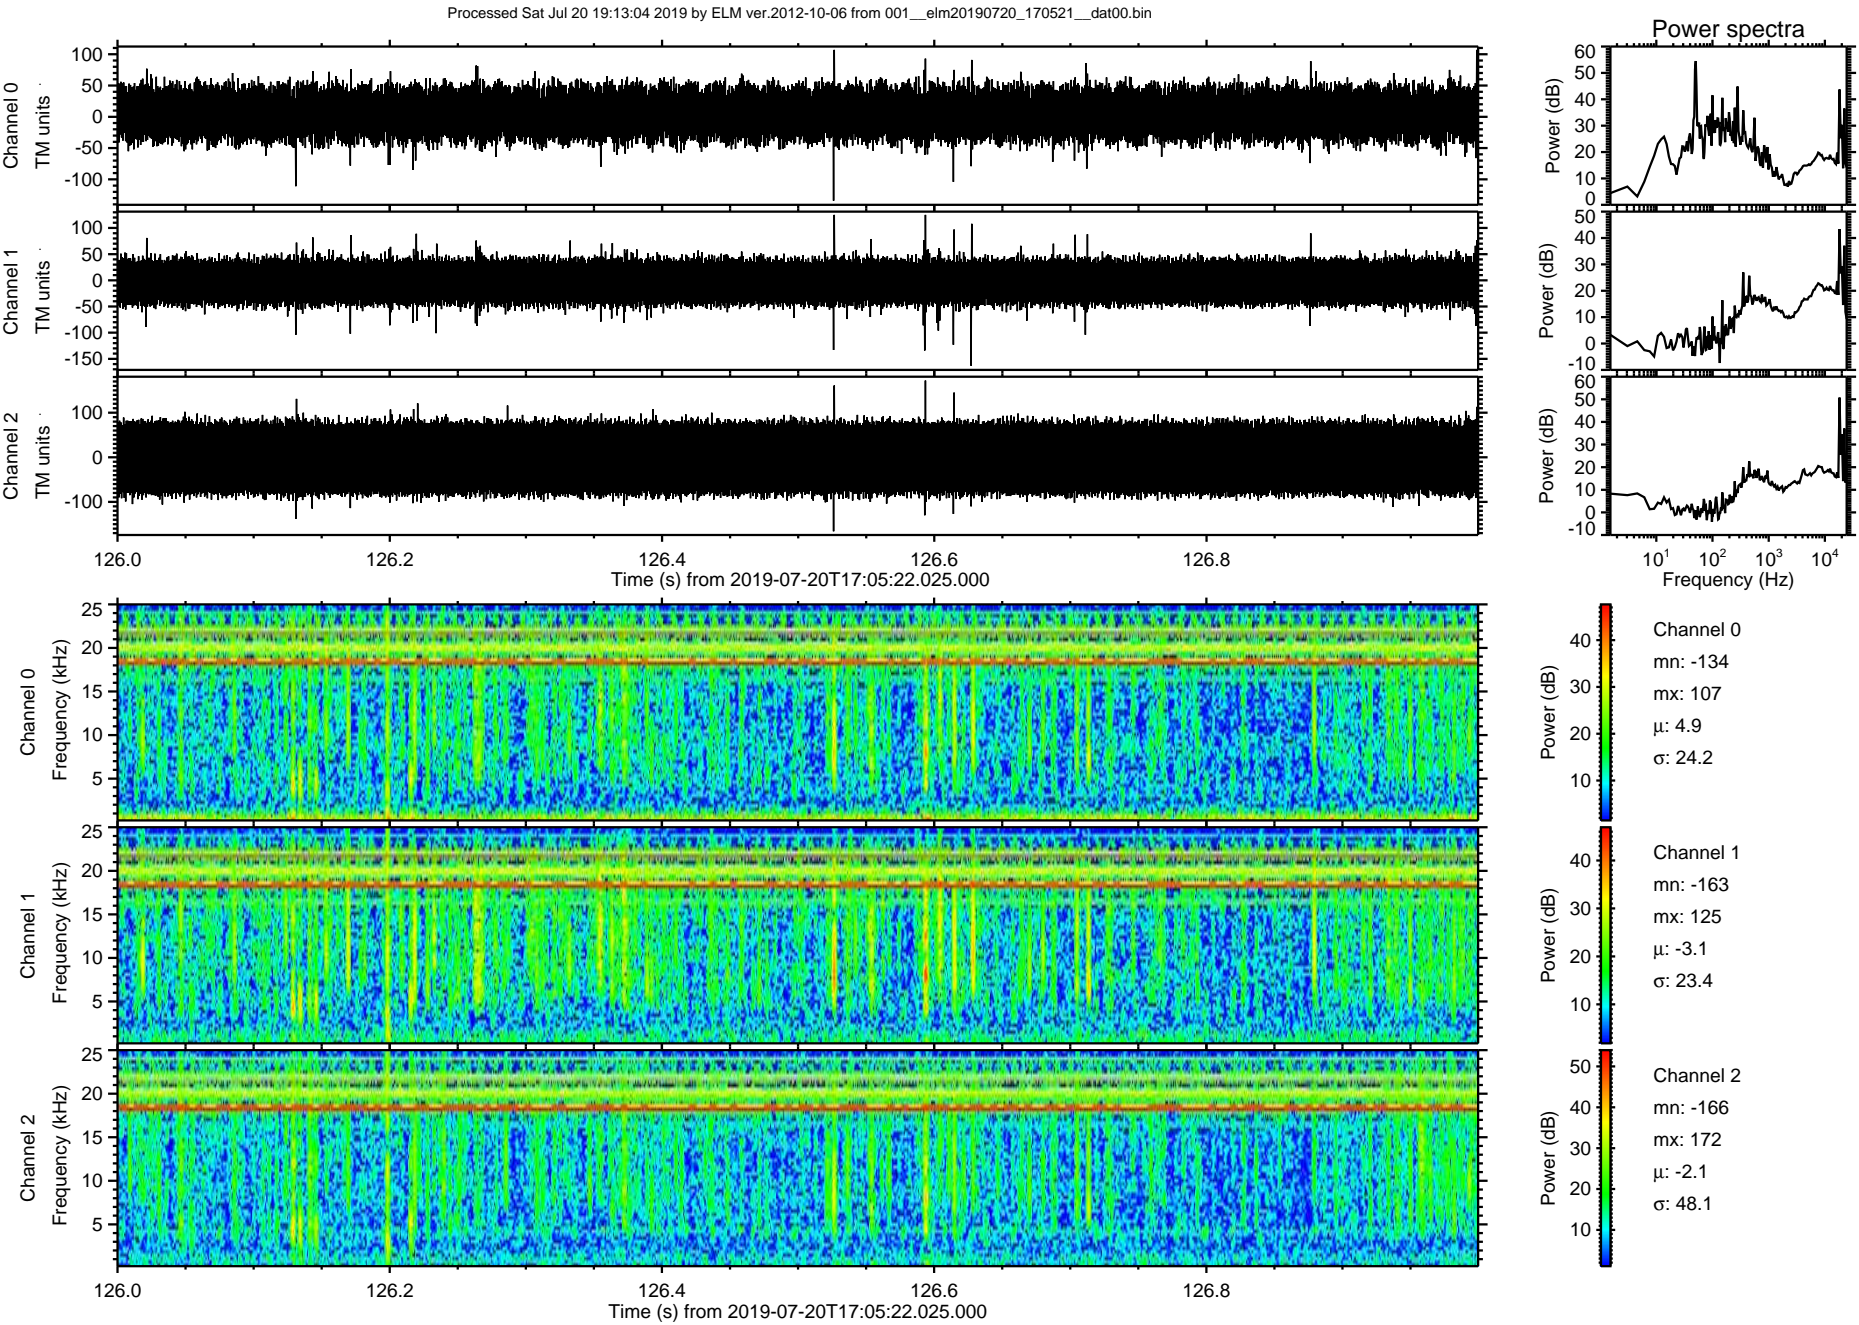 Processed Sat Jul 20 19:13:04 2019 by ELM ver.2012-10-06 from 001__elm20190720_170521__dat00.bin
Power spectra
Channel 0
TM units
100
50
0
-50
-100
Power (dB)
60
50
40
30
20
10
0
Channel 1
TM units
100
50
0
-50
-100
-150
Power (dB)
50
40
30
20
10
0
-10
Channel 2
TM units
100
0
-100
Power (dB)
60
50
40
30
20
10
0
-10
126.0 126.2 126.4 126.6 126.8
Time (s) from 2019-07-20T17:05:22.025.000
10^1 10^2 10^3 10^4
Frequency (Hz)
Channel 0
Frequency (kHz)
25
20
15
10
5
Power (dB)
40
30
20
10
Channel 0
mn: -134
mx: 107
μ: 4.9
σ: 24.2
Channel 1
Frequency (kHz)
25
20
15
10
5
Power (dB)
40
30
20
10
Channel 1
mn: -163
mx: 125
μ: -3.1
σ: 23.4
Channel 2
Frequency (kHz)
25
20
15
10
5
Power (dB)
50
40
30
20
10
Channel 2
mn: -166
mx: 172
μ: -2.1
σ: 48.1
126.0 126.2 126.4 126.6 126.8
Time (s) from 2019-07-20T17:05:22.025.000